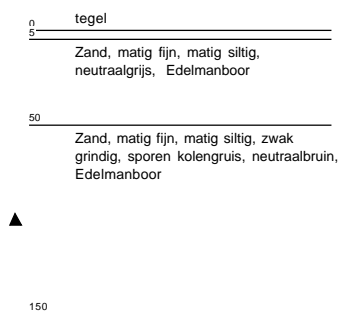 0 tegel
5
Zand, matig fijn, matig siltig,
neutraalgrijs, Edelmanboor
50
Zand, matig fijn, matig siltig, zwak
grindig, sporen kolengruis, neutraalbruin,
Edelmanboor
150